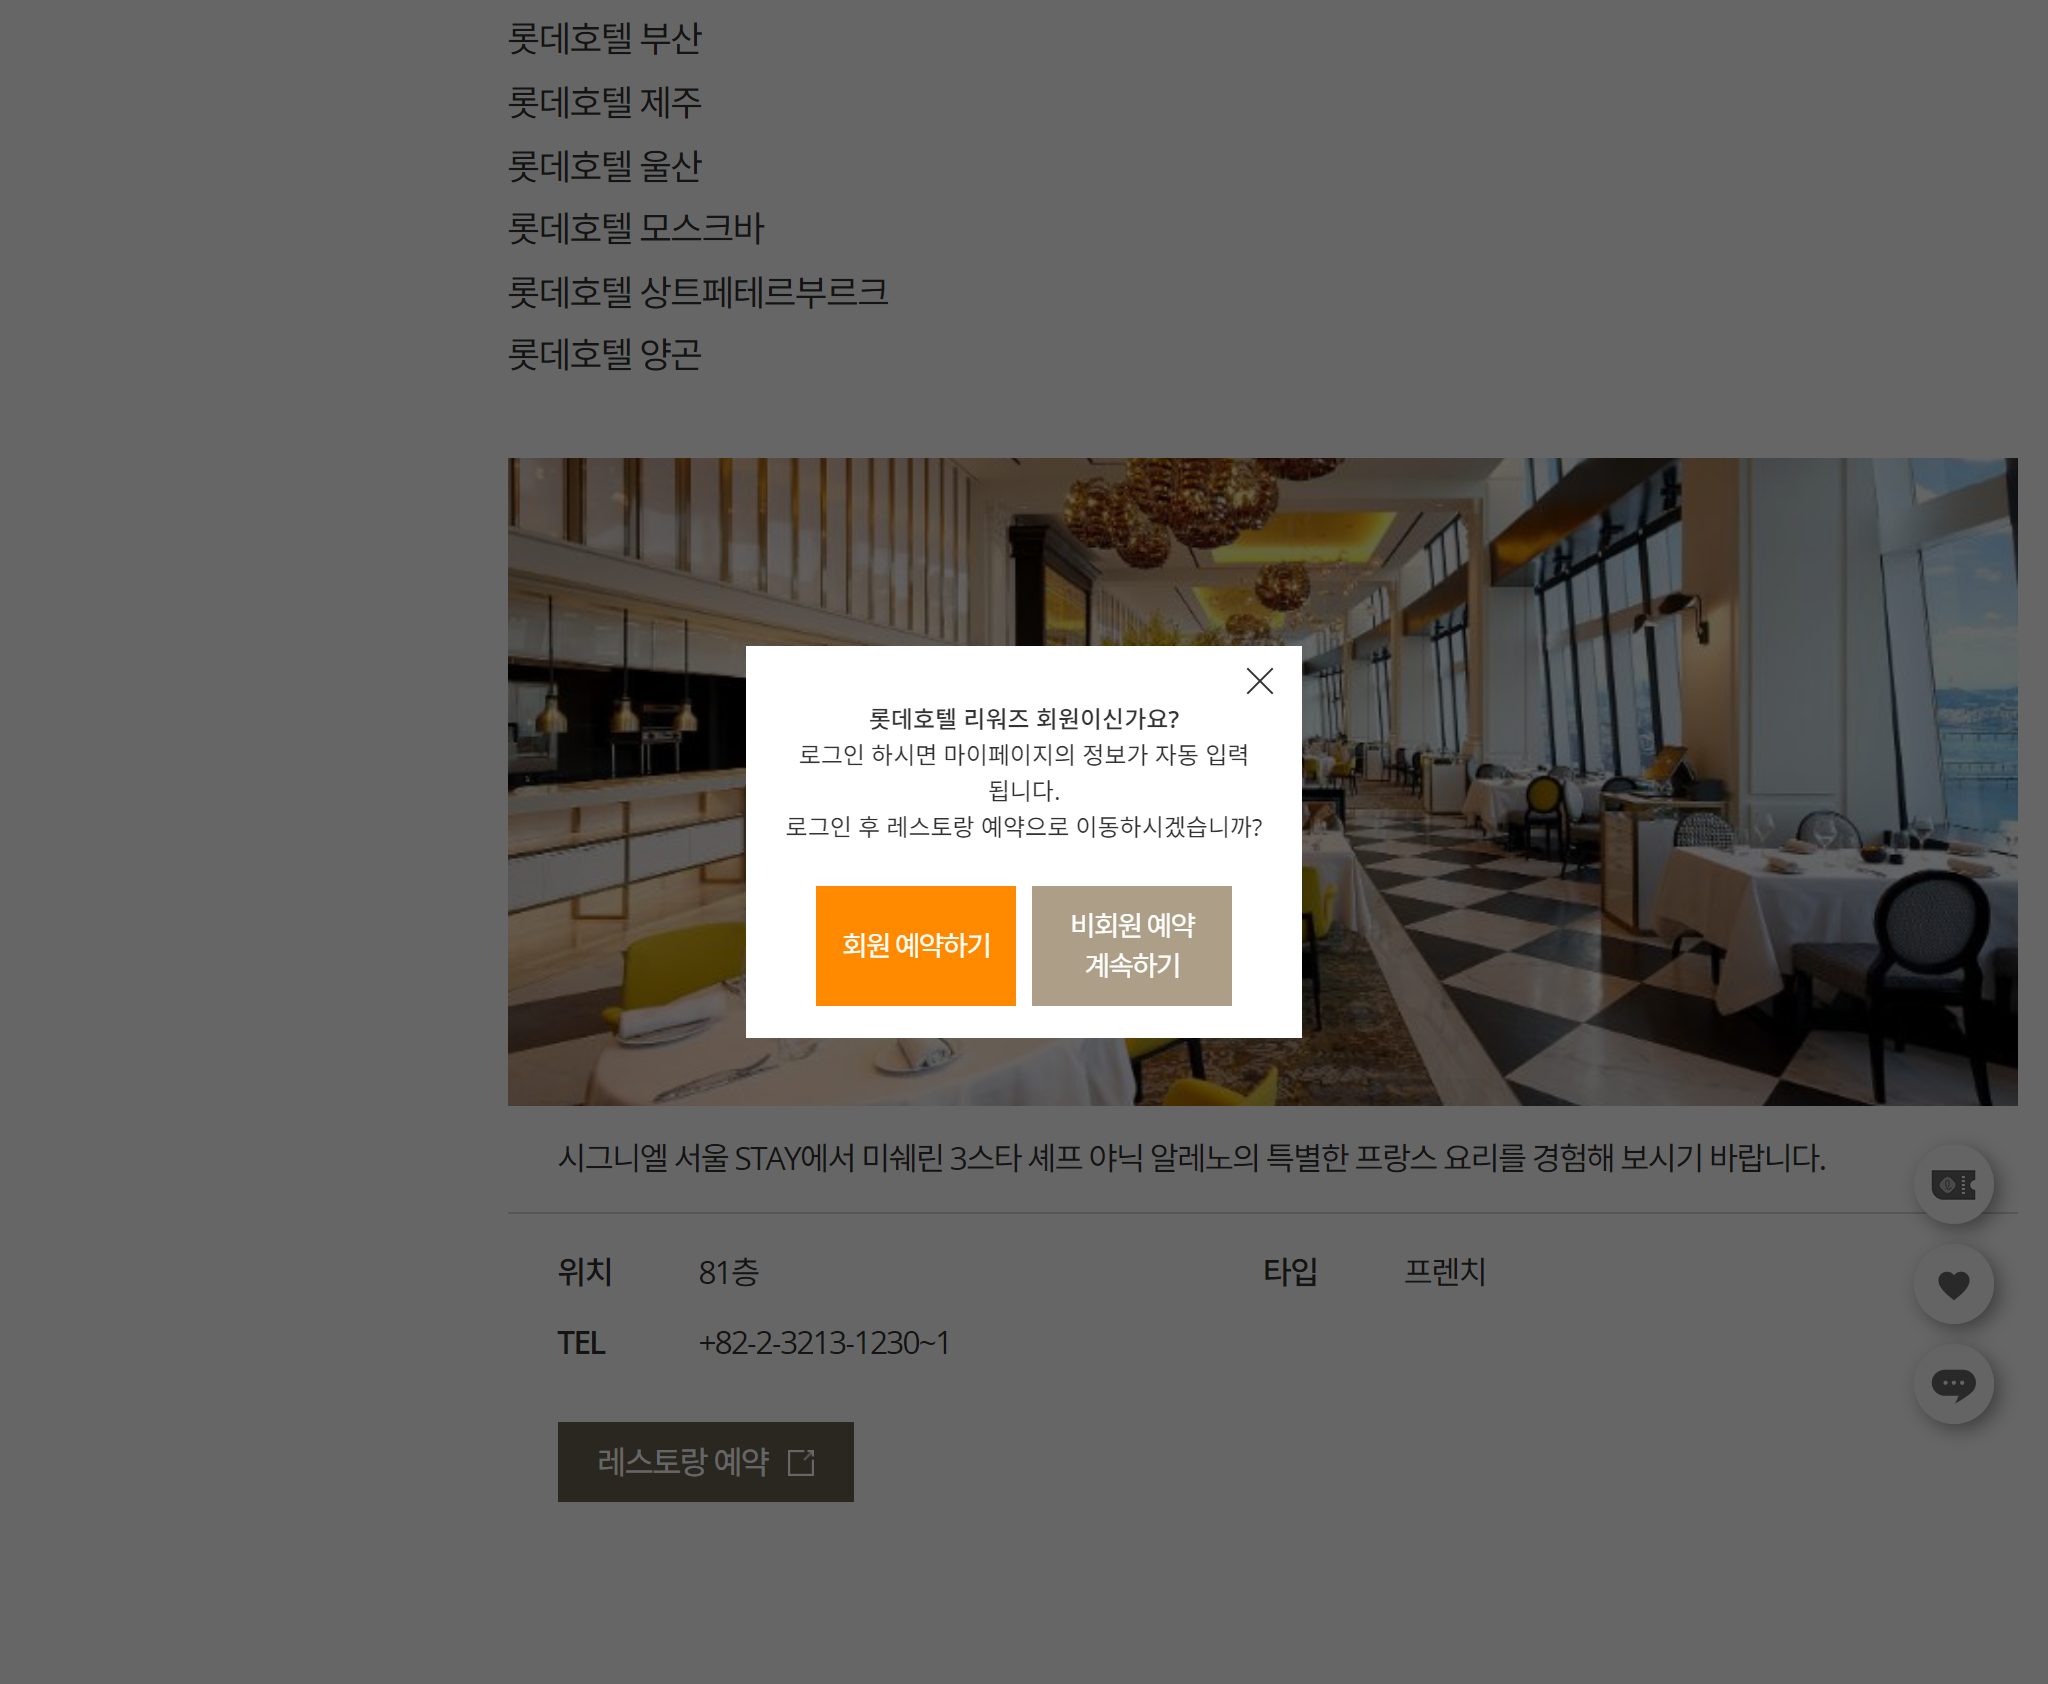 롯데호텔 부산
롯데호텔 제주
롯데호텔 울산
롯데호텔 모스크바
롯데호텔 상트페테르부르크
롯데호텔 양곤
롯데호텔 리워즈 회원이신가요?
로그인 하시면 마이페이지의 정보가 자동 입력
됩니다.
로그인 후 레스토랑 예약으로 이동하시겠습니까?
회원 예약하기
비회원 예약
계속하기
시그니엘 서울 STAY에서 미쉐린 3스타 셰프 야닉 알레노의 특별한 프랑스 요리를 경험해 보시기 바랍니다.
위치 81층 타입 프렌치
TEL +82-2-3213-1230~1
레스토랑 예약